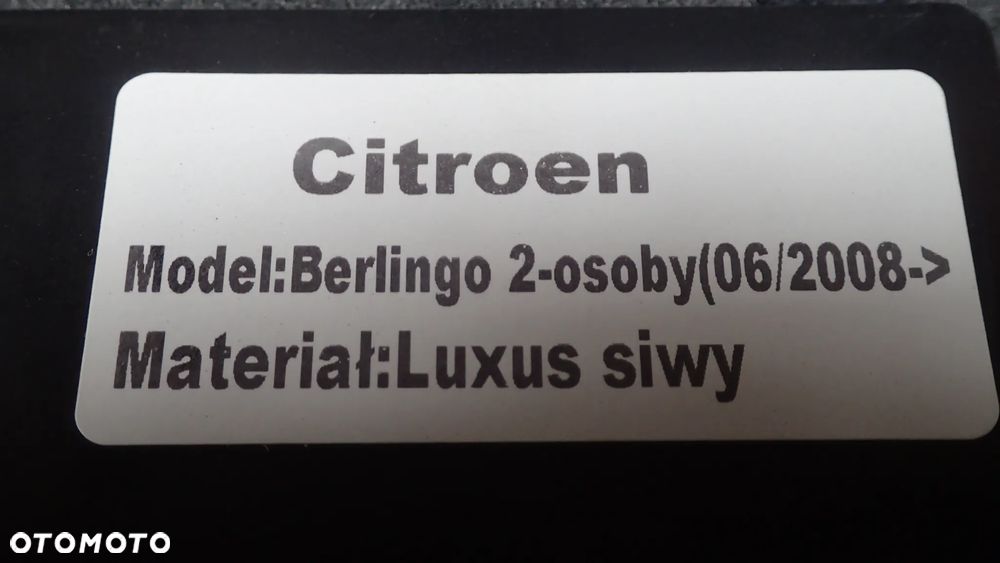 Citroen
Model:Berlingo 2-osoby(06/2008->
Materiał:Luxus siwy
OTOMOTO